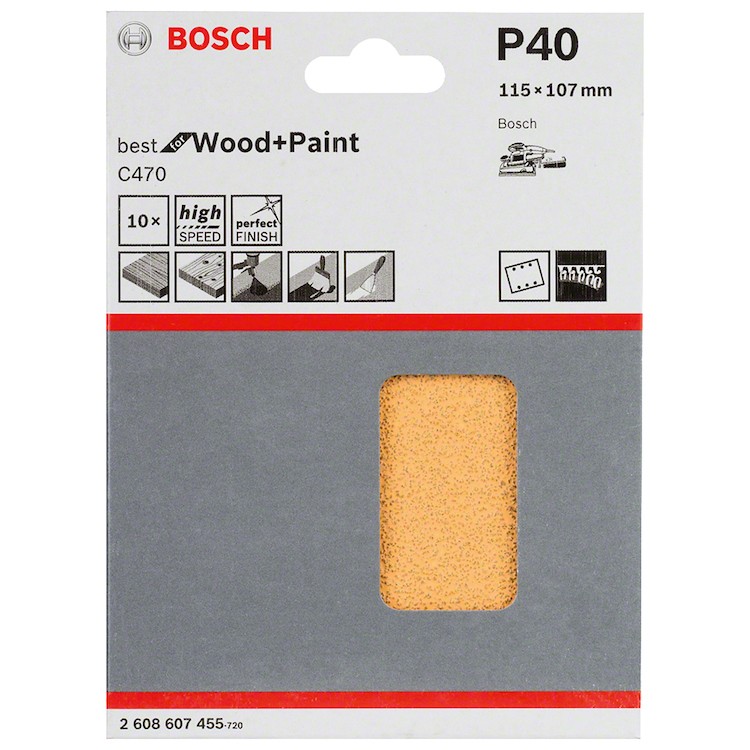 BOSCH
P40
115 × 107 mm
Bosch
best for Wood+Paint
C470
10×
high
SPEED
perfect
FINISH
2 608 607 455-720